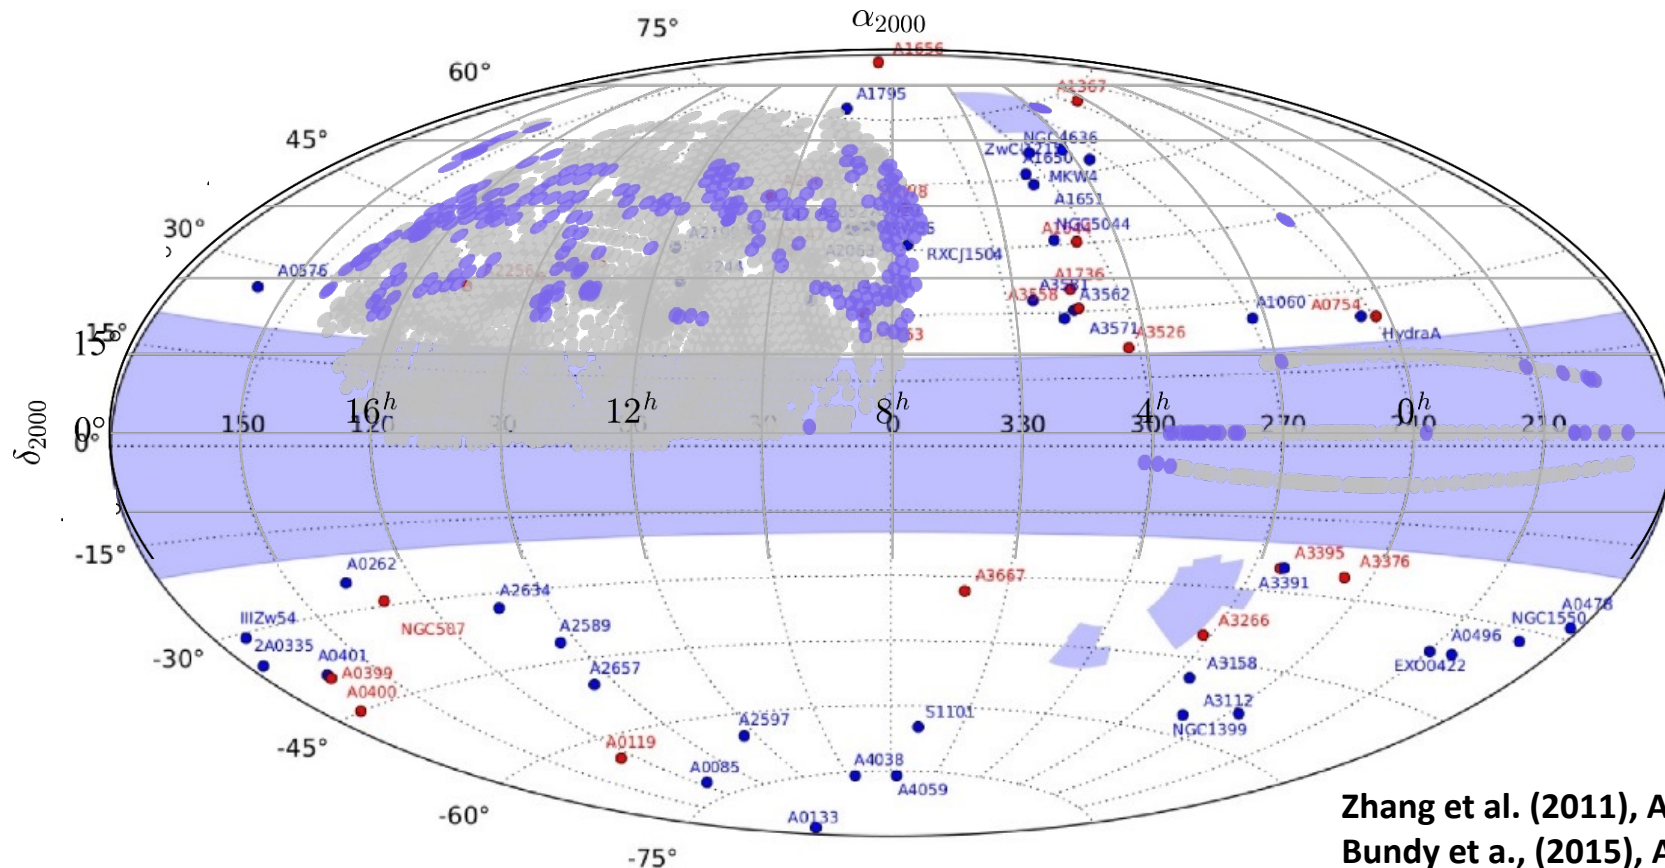 α2000
75°
A1656
60°
A1367
A1795
45°
NGC4636
A1650
MKW4
A1651
30°
NGC5044
RXCJ1504
A0576
A1736
A3558
A3562
A1060
A0754
A3571
A3526
HydraA
15°
15°
16h
12h
8h
4h
0h
δ2000
0°
0°
150
120
330
300
270
210
-15°
A0262
A2634
A3667
A3395
A3376
A3391
IIIZw54
NGC587
A2589
A3266
A0478
NGC1550
2A0335
A0401
A0399
A0400
A2657
A3158
A0496
EXO0422
-30°
A3112
NGC1399
A2597
S1101
-45°
A0119
A0085
A4038
A4059
-60°
A0133
-75°
Zhang et al. (2011), A
Bundy et a., (2015), A